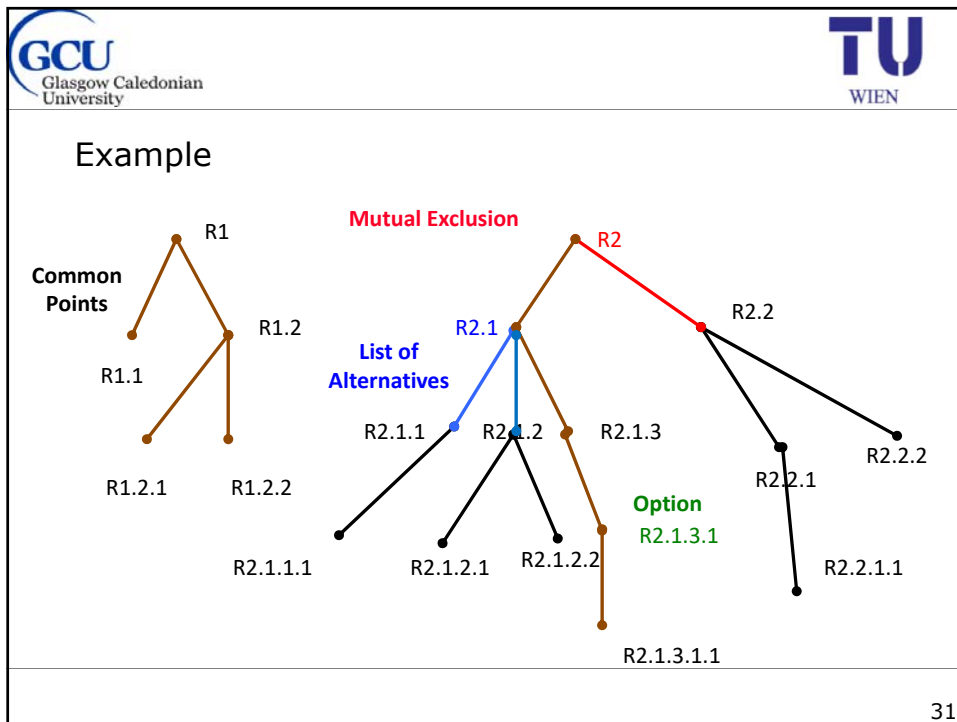 GCU
Glasgow Caledonian
University
TU
WIEN
Example
Mutual Exclusion
R1
R2
Common
Points
R1.2
R2.1
R2.2
R1.1
List of
Alternatives
R2.1.1
R2.1.2
R2.1.3
R2.2.2
R1.2.1
R1.2.2
R2.2.1
Option
R2.1.3.1
R2.1.1.1
R2.1.2.1
R2.1.2.2
R2.2.1.1
R2.1.3.1.1
31